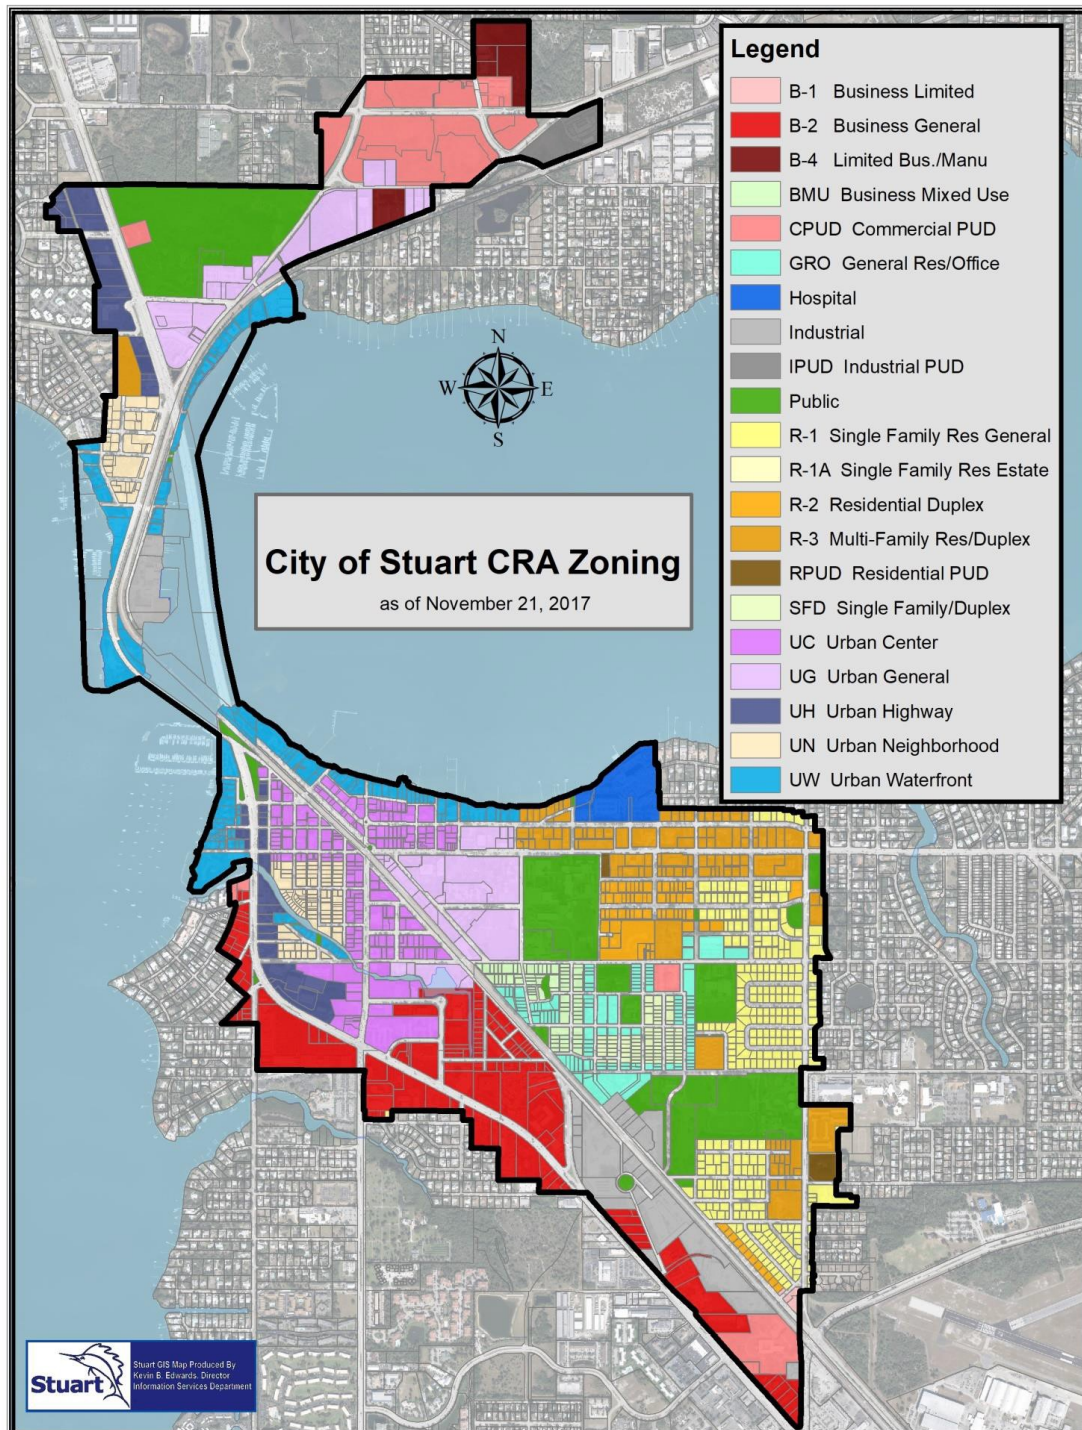 Legend
B-1 Business Limited
B-2 Business General
B-4 Limited Bus./Manu
BMU Business Mixed Use
CPUD Commercial PUD
GRO General Res/Office
Hospital
Industrial
IPUD Industrial PUD
Public
R-1 Single Family Res General
R-1A Single Family Res Estate
R-2 Residential Duplex
R-3 Multi-Family Res/Duplex
RPUD Residential PUD
SFD Single Family/Duplex
UC Urban Center
UG Urban General
UH Urban Highway
UN Urban Neighborhood
UW Urban Waterfront
N
W E
S
City of Stuart CRA Zoning
as of November 21, 2017
Stuart
Stuart GIS Map Produced By
Kevin B. Edwards, Director
Information Services Department